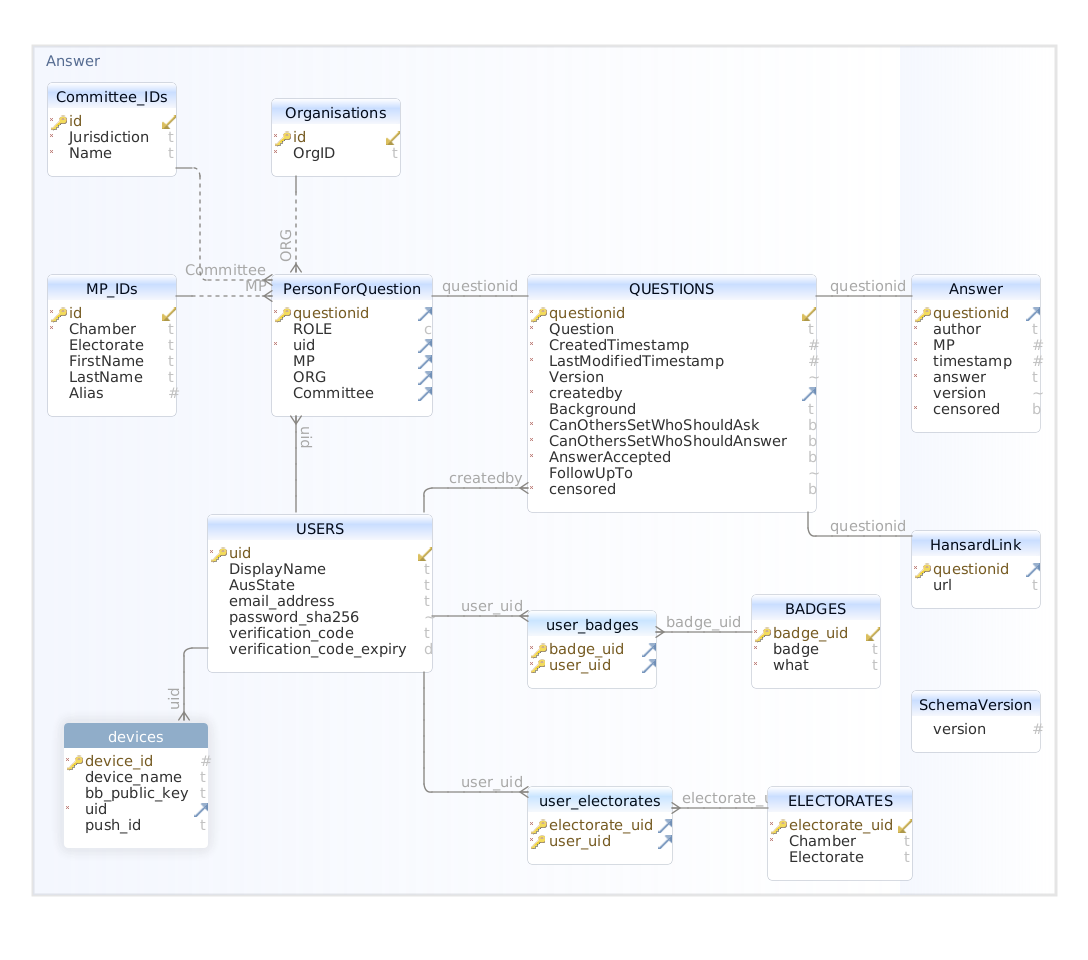 Answer
Committee_IDs
id
Jurisdiction t
Name t
Organisations
id
OrgID t
Committee
ORG
MP
MP_IDs
id
Chamber t
Electorate t
FirstName t
LastName t
Alias #
PersonForQuestion
questionid
ROLE c
uid
MP
ORG
Committee
questionid
QUESTIONS
questionid
Question t
CreatedTimestamp #
LastModifiedTimestamp #
Version ~
createdby
Background t
CanOthersSetWhoShouldAsk b
CanOthersSetWhoShouldAnswer b
AnswerAccepted b
FollowUpTo ~
censored b
questionid
Answer
questionid
author t
MP #
timestamp #
answer t
version ~
censored b
uid
createdby
questionid
USERS
uid
DisplayName t
AusState t
email_address t
password_sha256 ~
verification_code t
verification_code_expiry d
HansardLink
questionid
url t
user_uid
user_badges
badge_uid
user_uid
badge_uid
BADGES
badge_uid
badge t
what t
SchemaVersion
version #
uid
devices
device_id #
device_name t
bb_public_key t
uid
push_id t
user_uid
user_electorates
electorate_uid
user_uid
electorate_u
ELECTORATES
electorate_uid
Chamber t
Electorate t